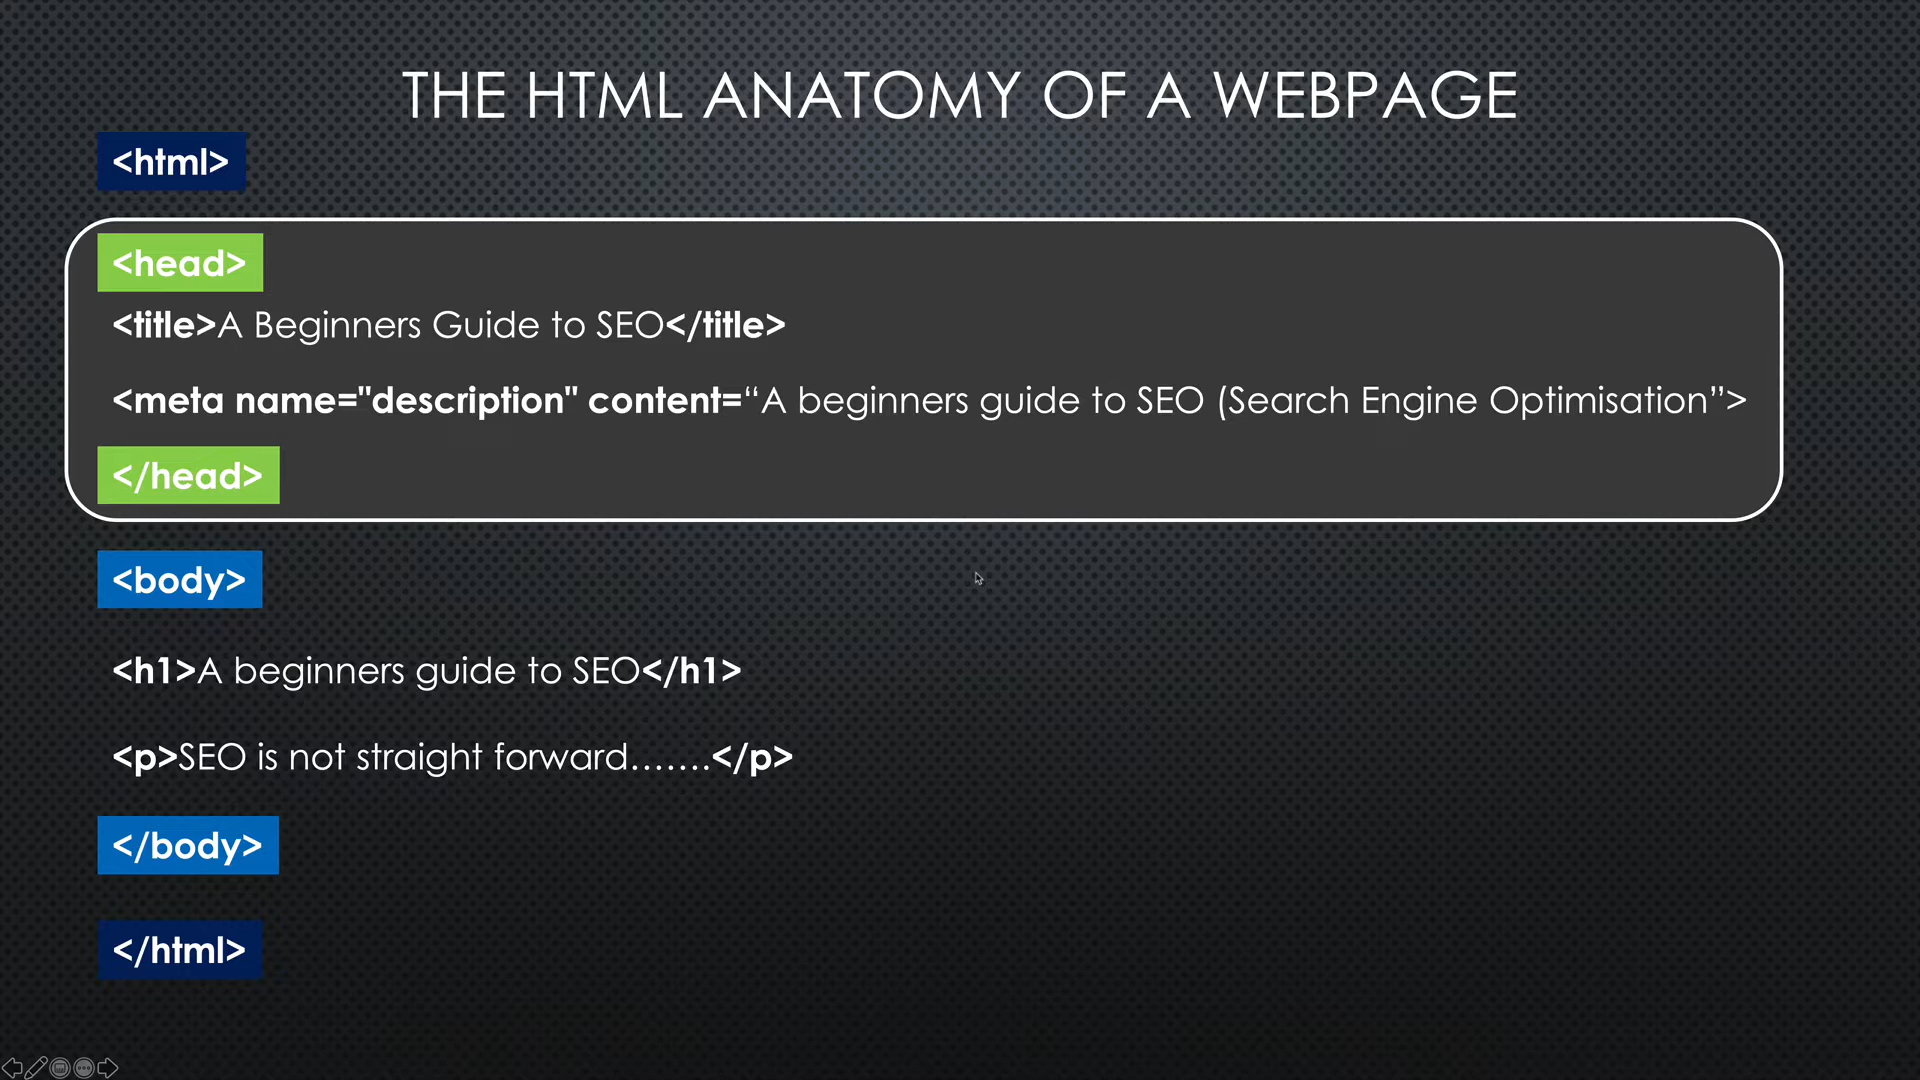 THE HTML ANATOMY OF A WEBPAGE
<html>
<head>
<title>A Beginners Guide to SEO</title>
<meta name="description" content=“A beginners guide to SEO (Search Engine Optimisation”>
</head>
<body>
<h1>A beginners guide to SEO</h1>
<p>SEO is not straight forward…….</p>
</body>
</html>